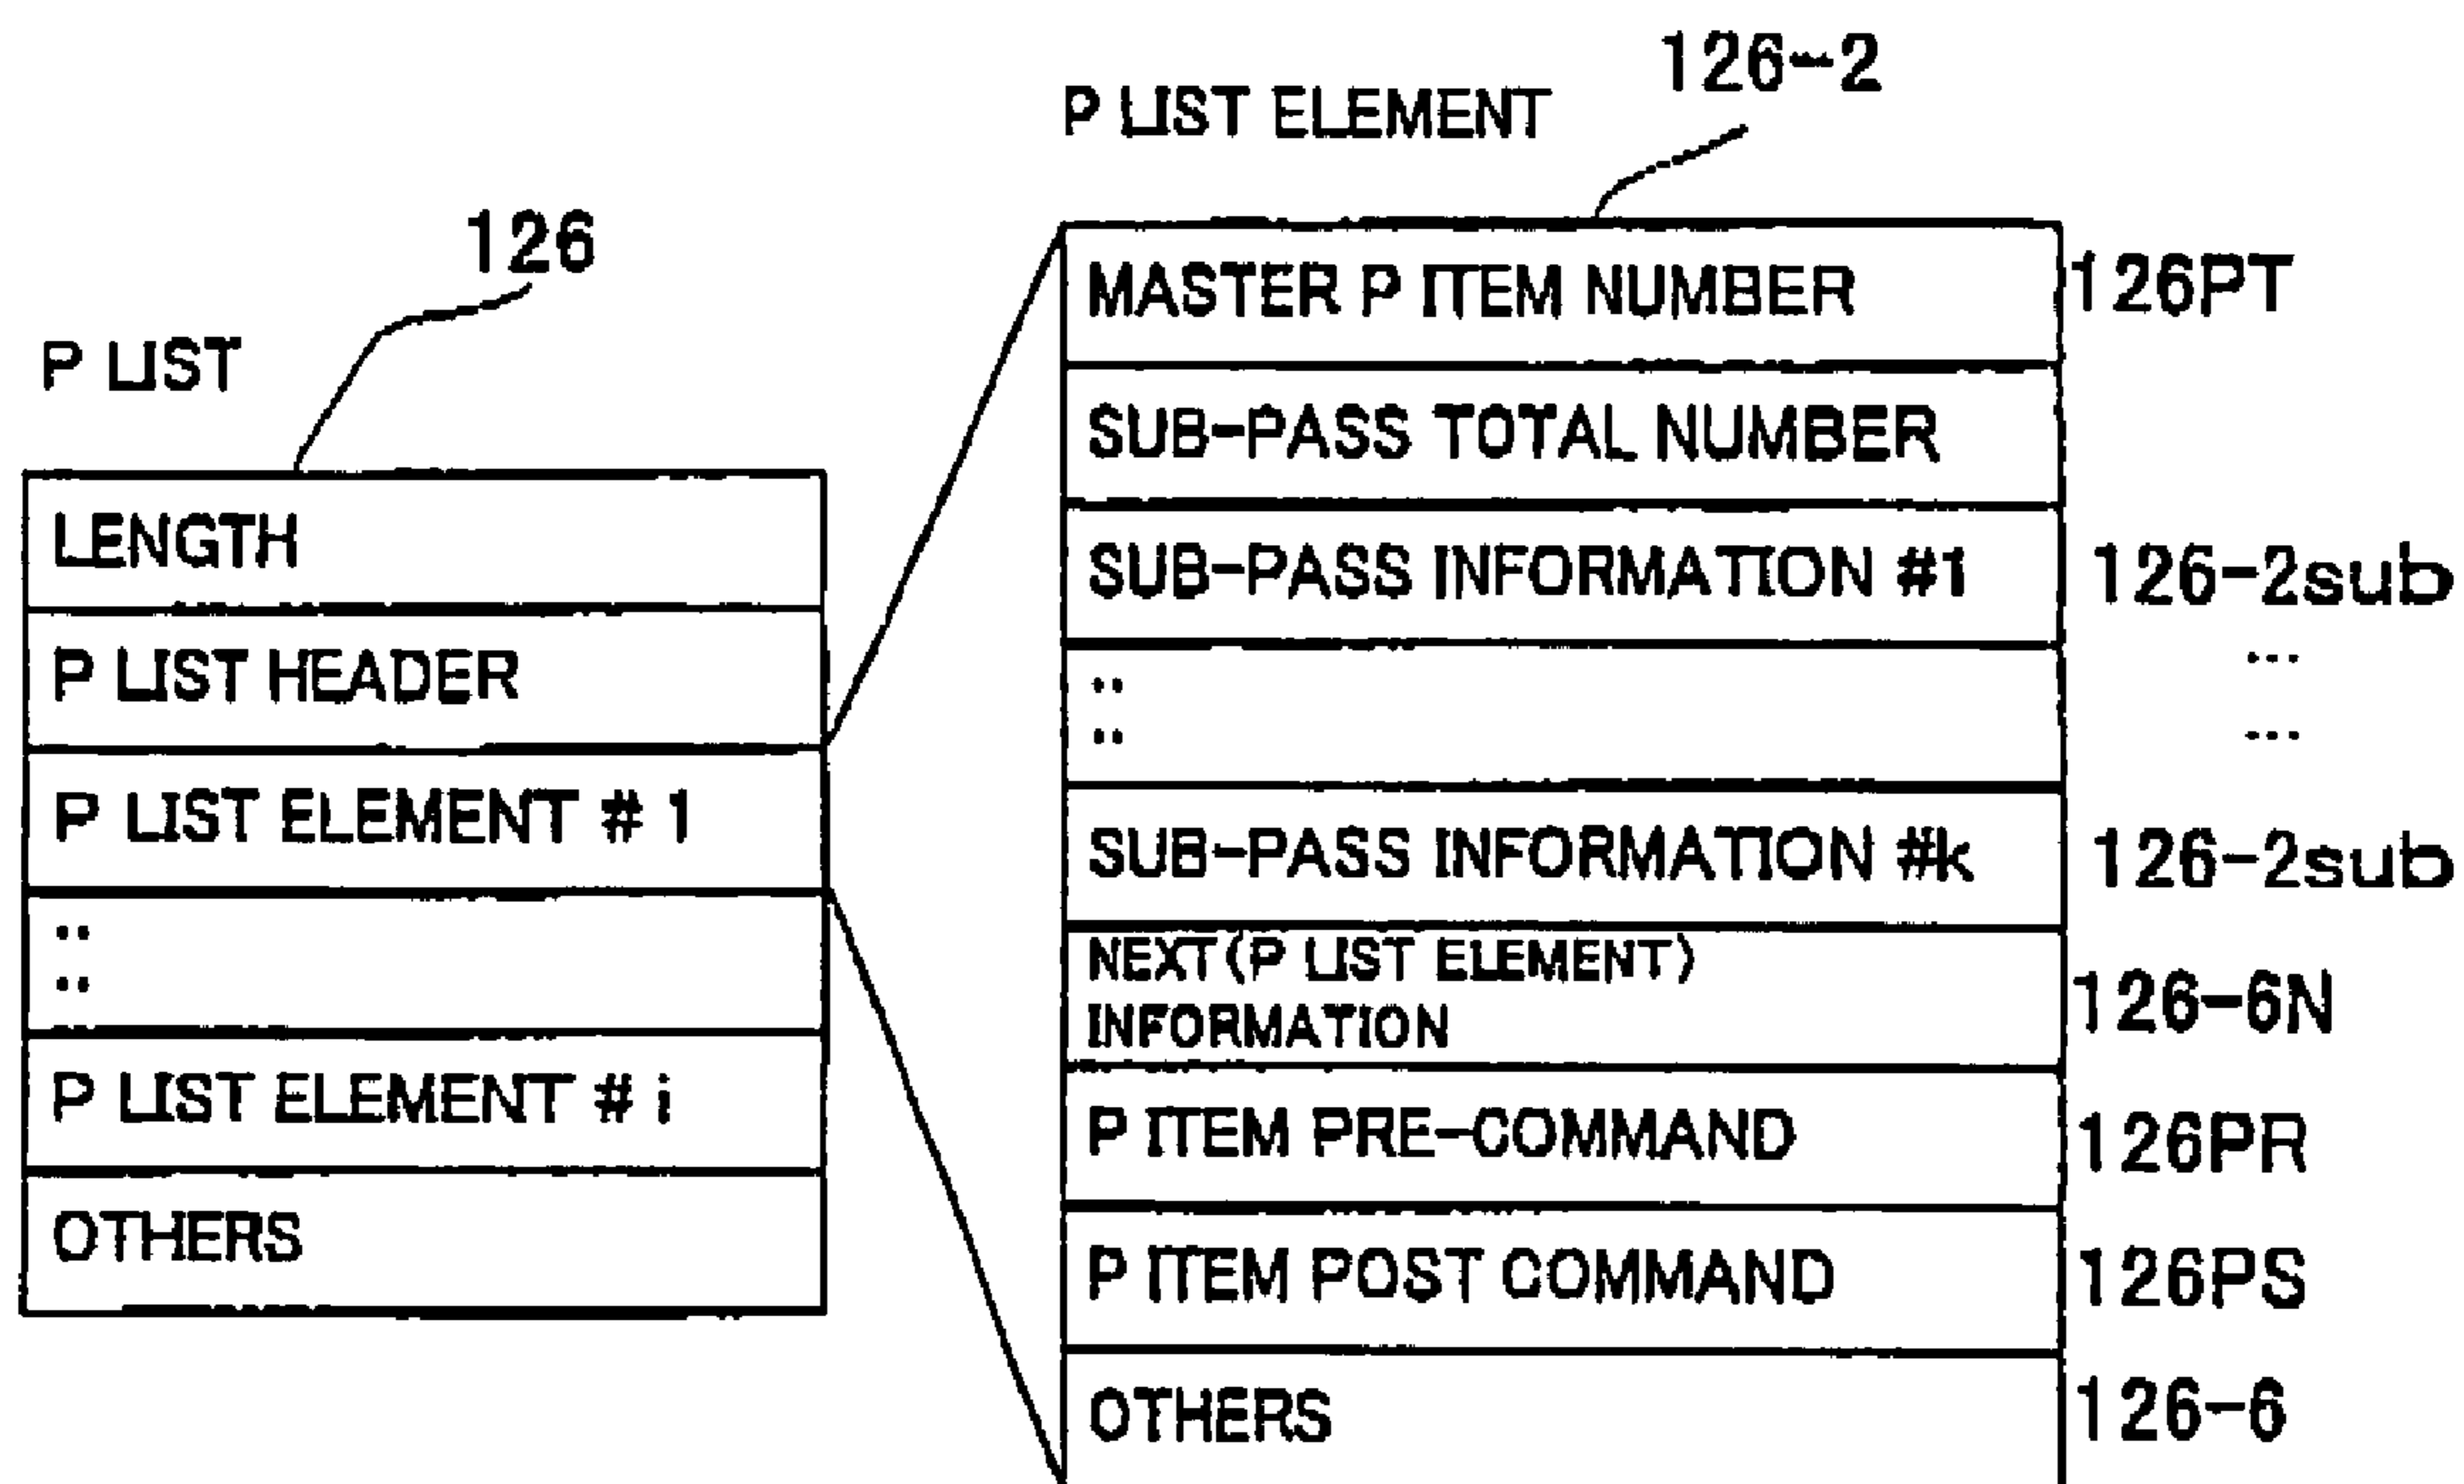 126
P LIST
LENGTH
P LIST HEADER
P LIST ELEMENT # 1
::
::
P LIST ELEMENT # i
OTHERS
126-2
P LIST ELEMENT
MASTER P ITEM NUMBER 126PT
SUB-PASS TOTAL NUMBER
SUB-PASS INFORMATION #1 126-2sub
:: ...
:: ...
SUB-PASS INFORMATION #k 126-2sub
NEXT(P LIST ELEMENT)
INFORMATION 126-6N
P ITEM PRE-COMMAND 126PR
P ITEM POST COMMAND 126PS
OTHERS 126-6